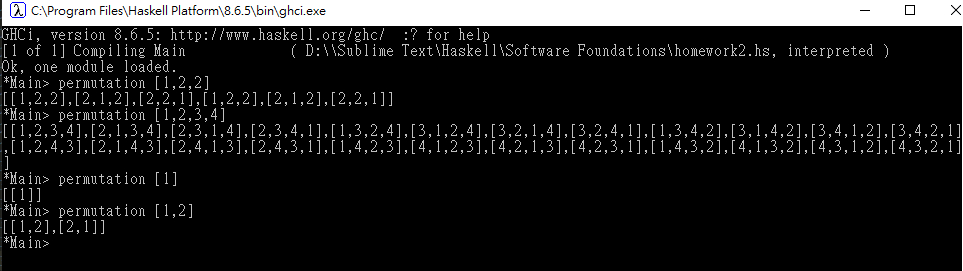 C:\Program Files\Haskell Platform\8.6.5\bin\ghci.exe
GHCi, version 8.6.5: http://www.haskell.org/ghc/  :? for help
[1 of 1] Compiling Main             ( D:\\Sublime Text\Haskell\Software Foundations\homework2.hs, interpreted )
Ok, one module loaded.
*Main> permutation [1,2,2]
[[1,2,2],[2,1,2],[2,2,1],[1,2,2],[2,1,2],[2,2,1]]
*Main> permutation [1,2,3,4]
[[1,2,3,4],[2,1,3,4],[2,3,1,4],[2,3,4,1],[1,3,2,4],[3,1,2,4],[3,2,1,4],[3,2,4,1],[1,3,4,2],[3,1,4,2],[3,4,1,2],[3,4,2,1]
,[1,2,4,3],[2,1,4,3],[2,4,1,3],[2,4,3,1],[1,4,2,3],[4,1,2,3],[4,2,1,3],[4,2,3,1],[1,4,3,2],[4,1,3,2],[4,3,1,2],[4,3,2,1]
]
*Main> permutation [1]
[[1]]
*Main> permutation [1,2]
[[1,2],[2,1]]
*Main>